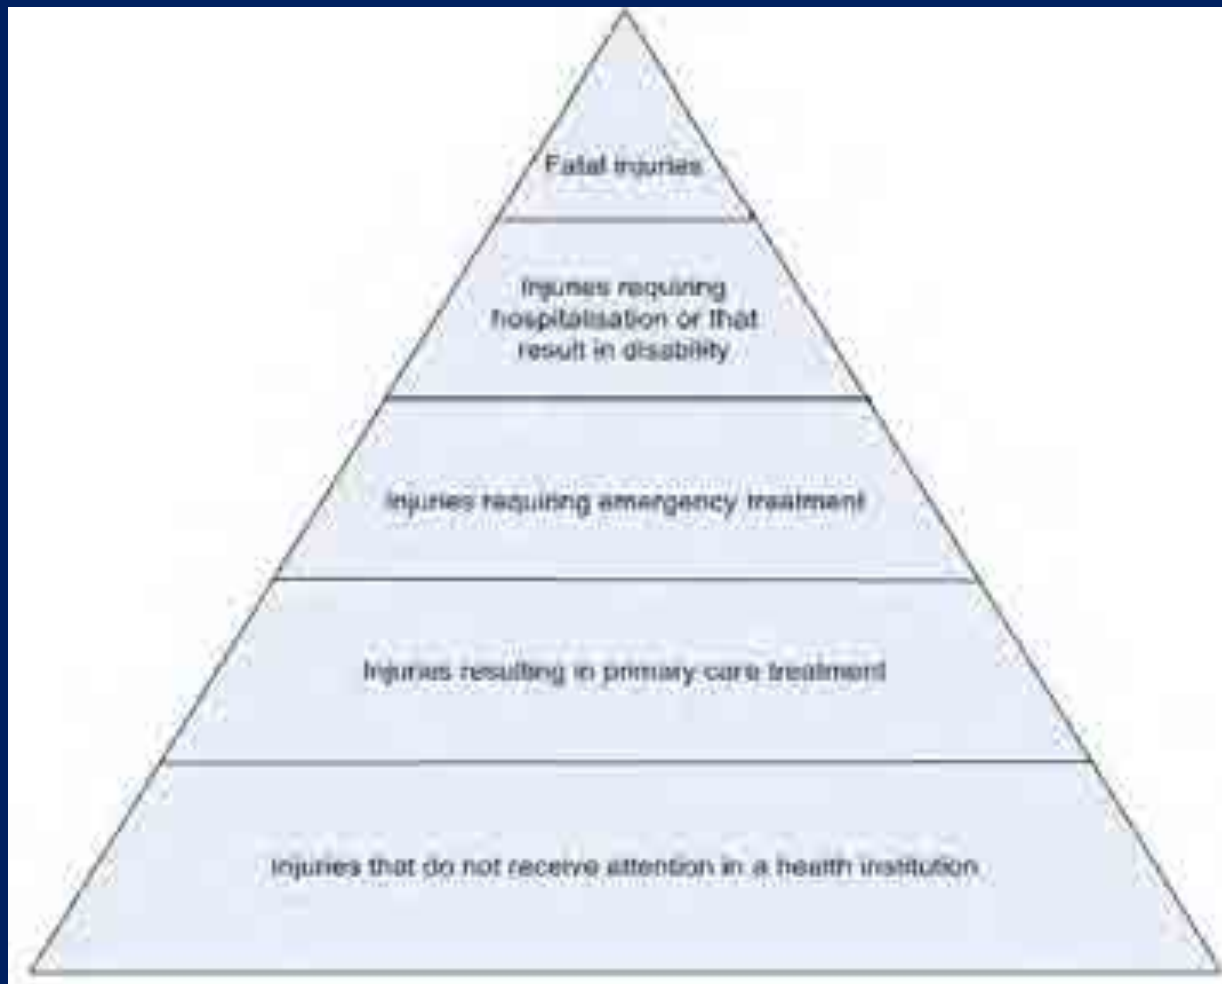 Fatal injuries
Injuries requiring
hospitalisation or that
result in disability
Injuries requiring emergency treatment
Injuries resulting in primary care treatment
Injuries that do not receive attention in a health institution